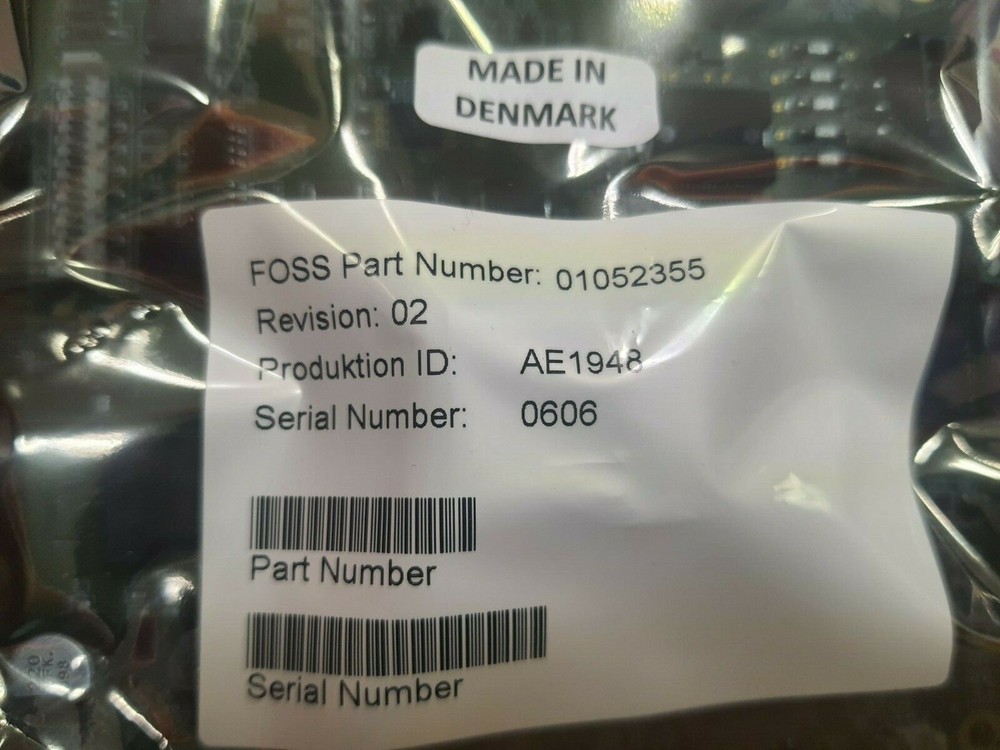 MADE IN
DENMARK
FOSS Part Number: 01052355
Revision: 02
Produktion ID: AE1948
Serial Number: 0606
Part Number
Serial Number